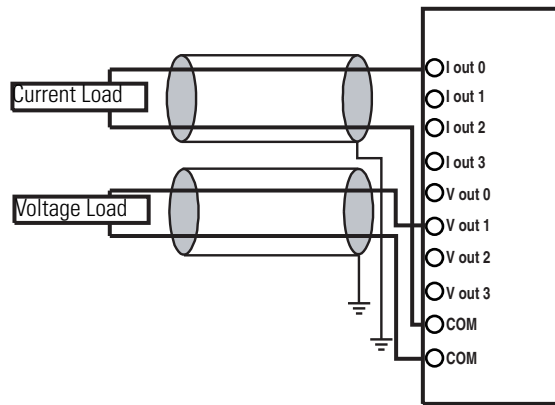 Current Load
Voltage Load
I out 0
I out 1
I out 2
I out 3
V out 0
V out 1
V out 2
V out 3
COM
COM